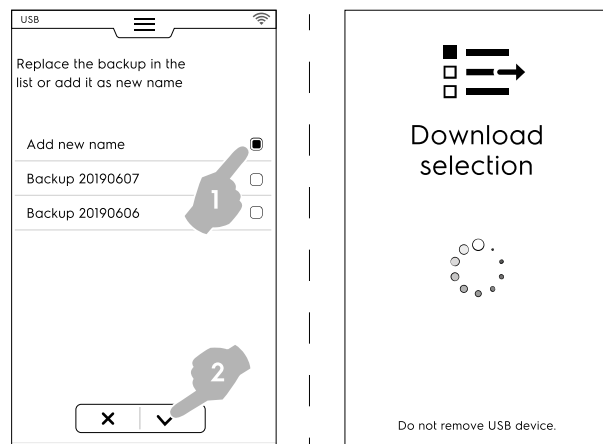 USB
Replace the backup in the
list or add it as new name
Add new name
Backup 20190607
Backup 20190606
1
2
Download
selection
Do not remove USB device.